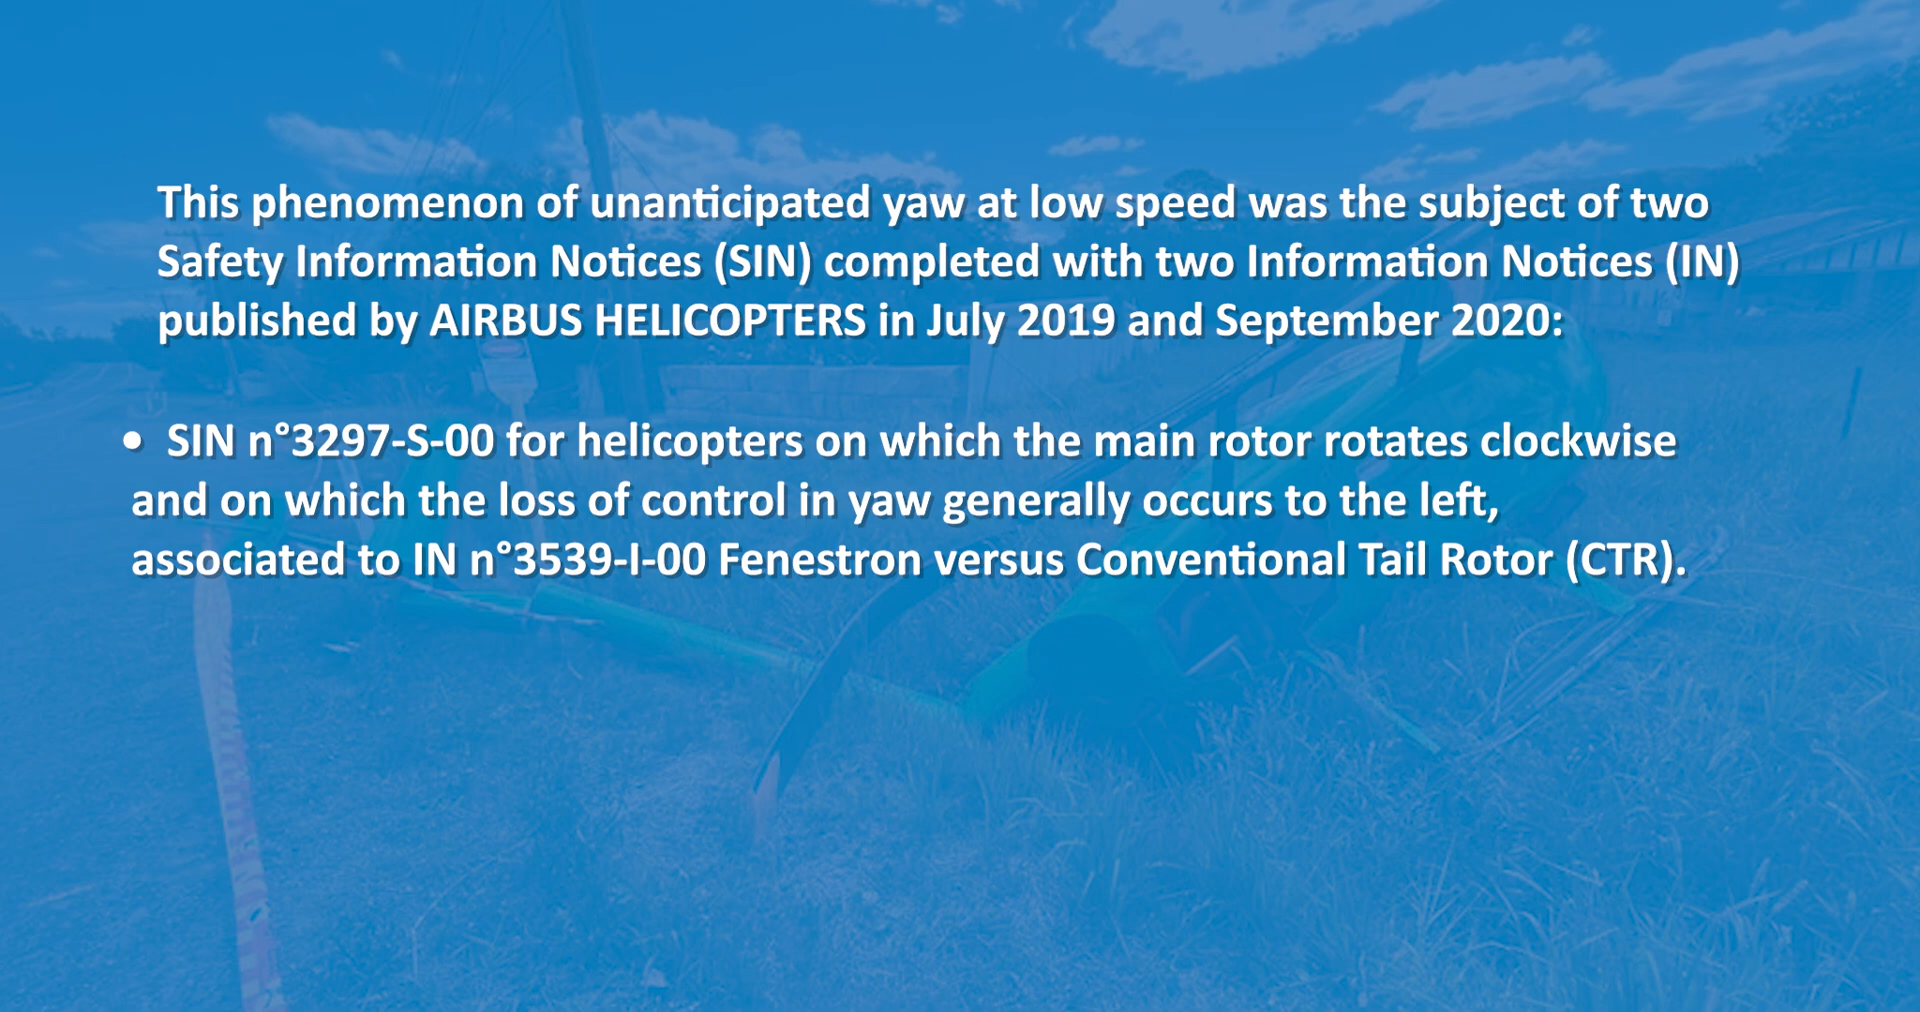 This phenomenon of unanticipated yaw at low speed was the subject of two
Safety Information Notices (SIN) completed with two Information Notices (IN)
published by AIRBUS HELICOPTERS in July 2019 and September 2020:
• SIN n°3297-S-00 for helicopters on which the main rotor rotates clockwise
and on which the loss of control in yaw generally occurs to the left,
associated to IN n°3539-I-00 Fenestron versus Conventional Tail Rotor (CTR).